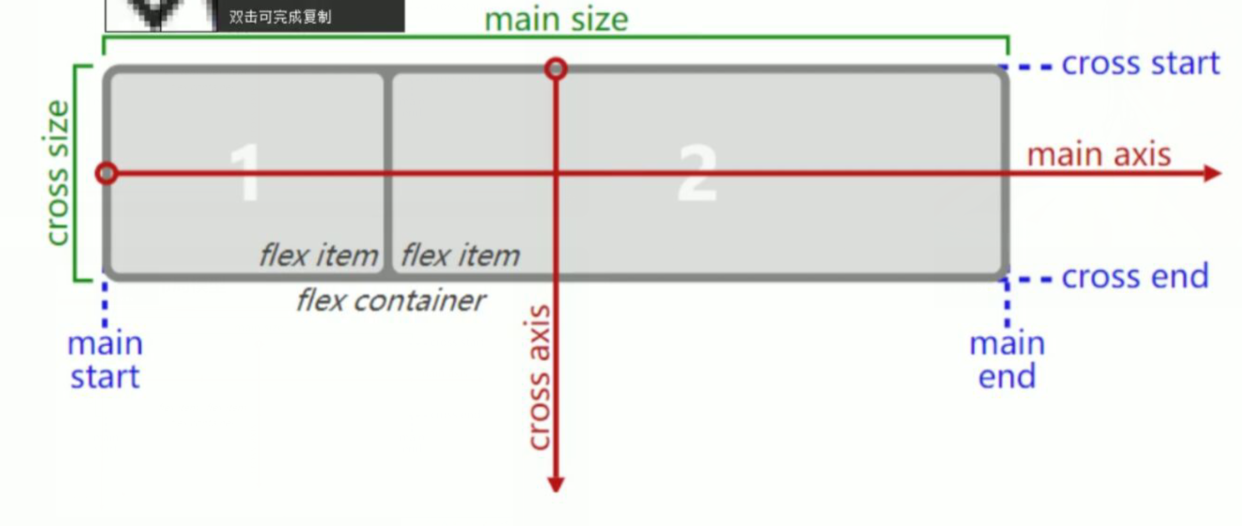 双击可完成复制
main size
cross start
cross size
1
2
main axis
flex item
flex item
cross end
flex container
main
start
cross axis
main
end